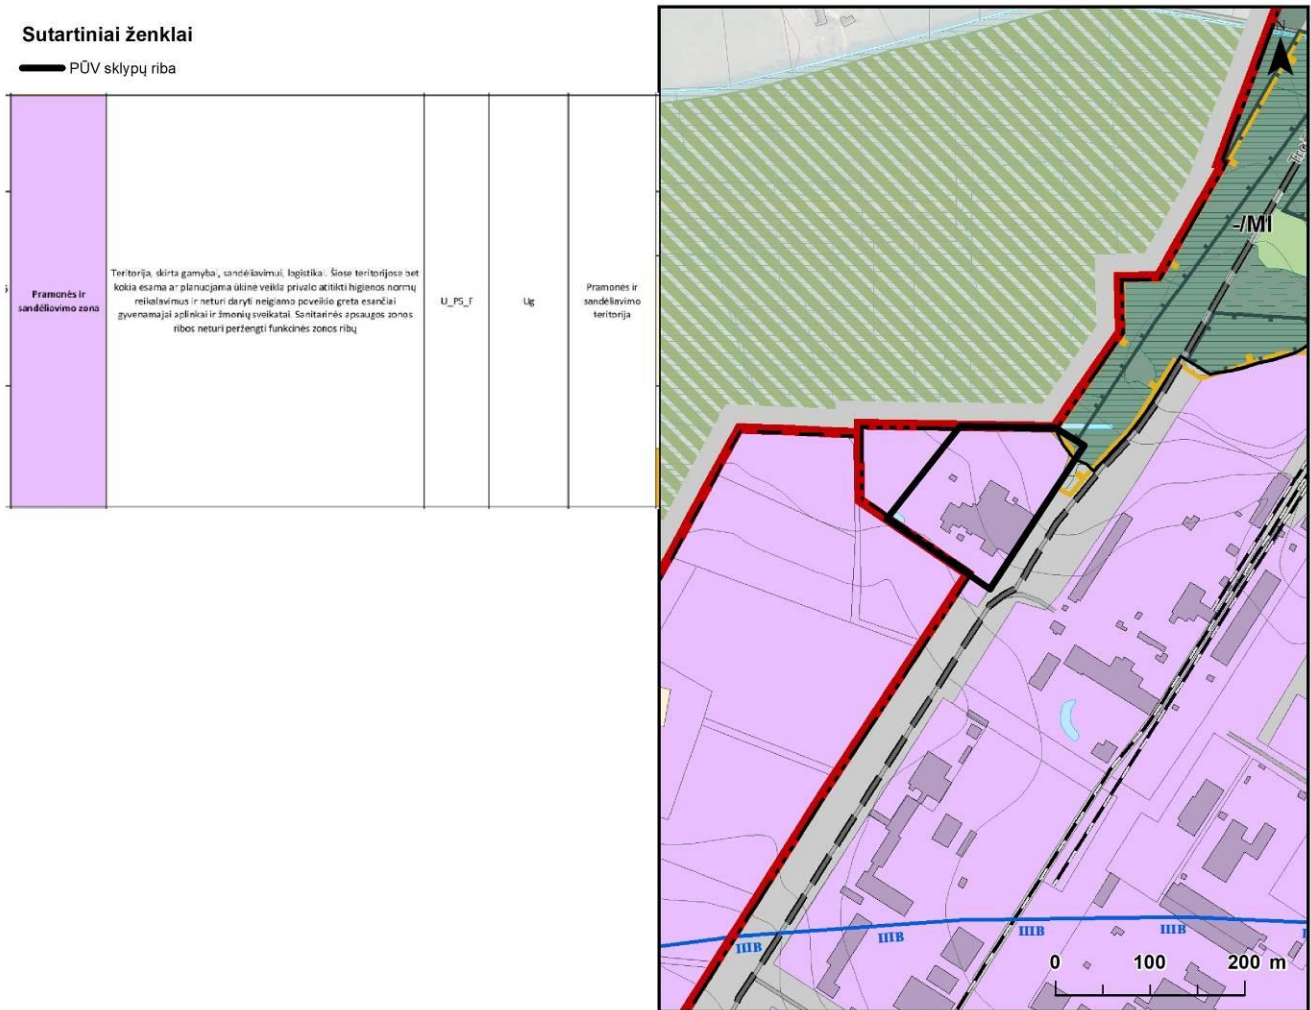 Sutartiniai ženklai
PŪV sklypų riba
Pramonės ir
sandėliavimo zona
Teritorija, skirta gamybai, sandėliavimui, logistikai. Šiose teritorijose bet
kokia esama ar planuojama ūkinė veikla privalo atitikti higienos normų
reikalavimus ir neturi daryti neigiamo poveikio greta esančiai
gyvenamajai aplinkai ir žmonių sveikatai. Sanitarinės apsaugos zonos
ribos neturi peržengti funkcinės zonos ribų
U_PS_F
Ug
Pramonės ir
sandėliavimo
teritorija
N
-/MI
IIIB
IIIB
IIIB
IIIB
0 100 200 m